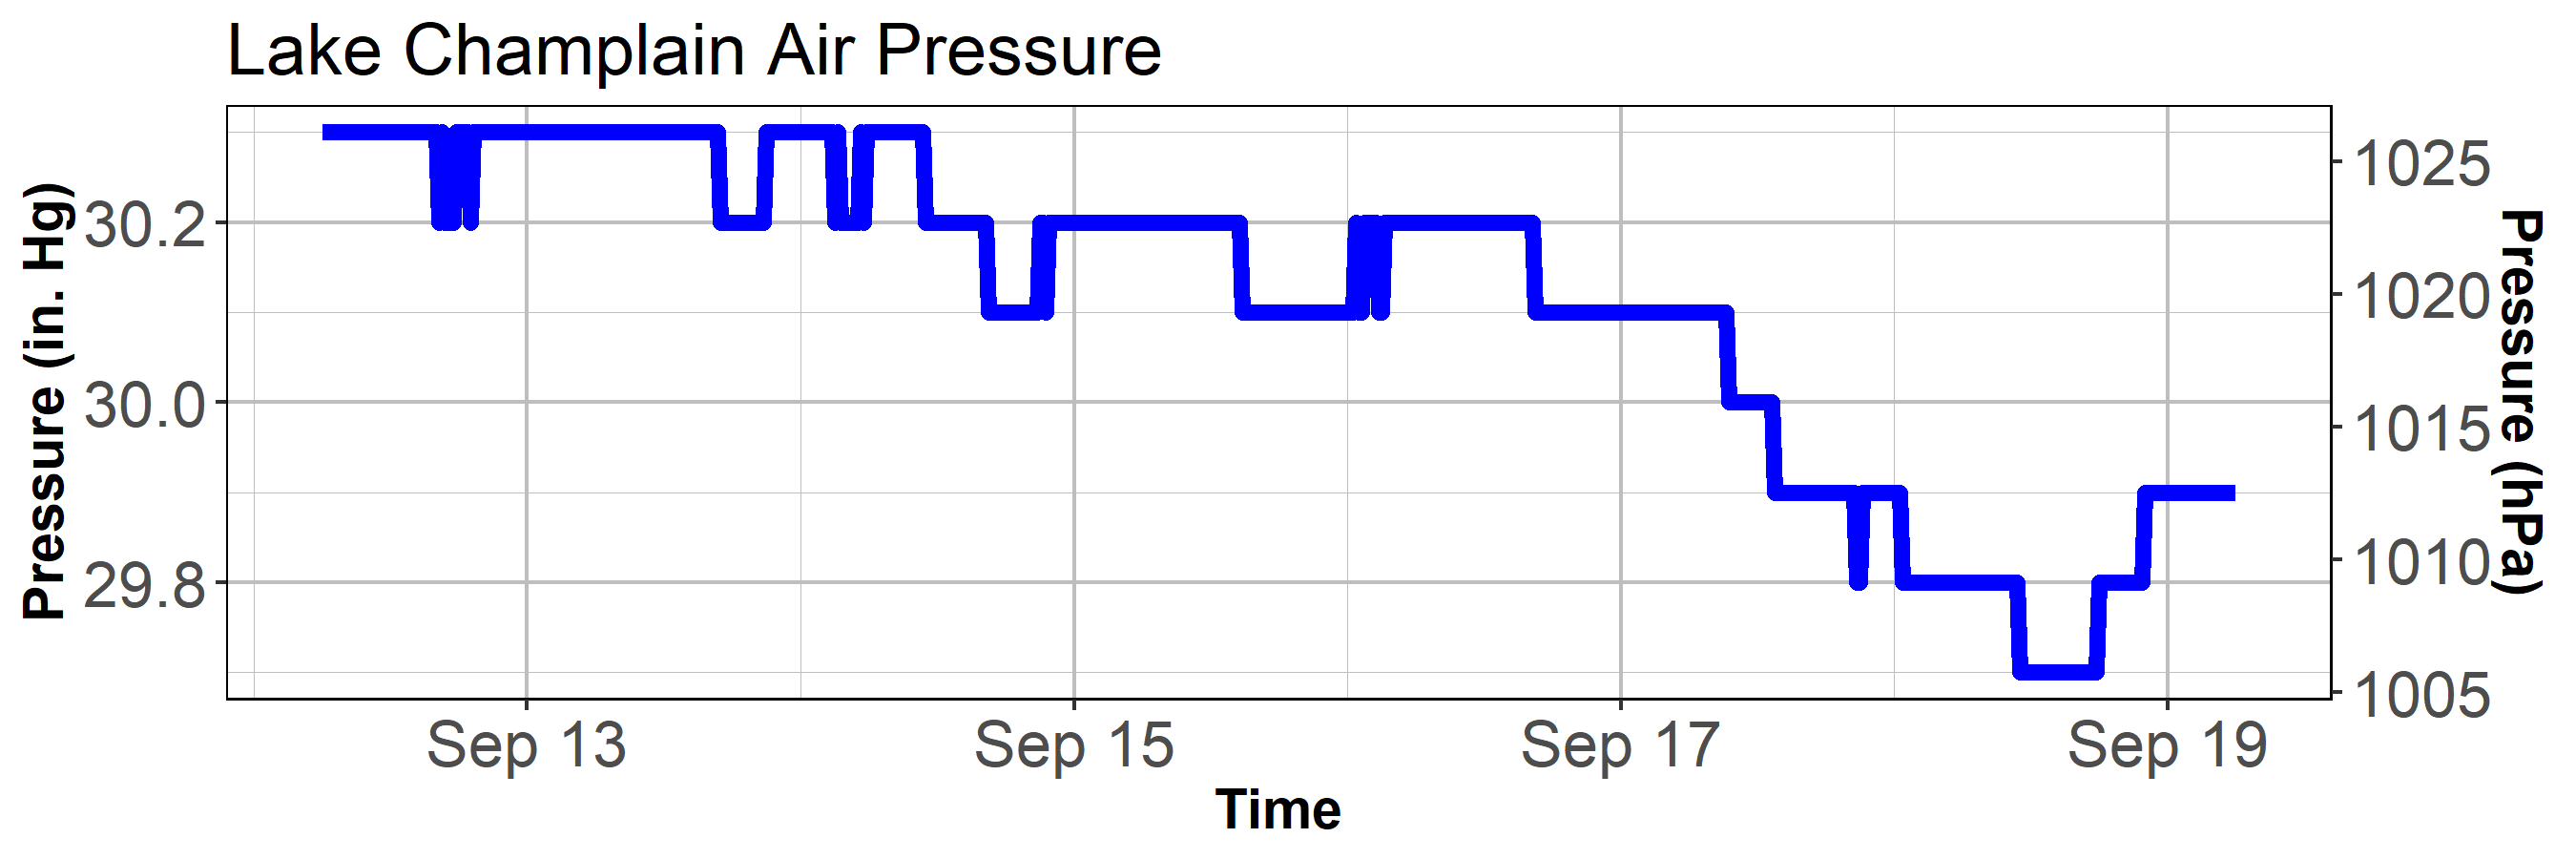 Lake Champlain Air Pressure
Pressure (in. Hg)
30.2
30.0
29.8
1025
1020
1015
1010
1005
Pressure (hPa)
Sep 13
Sep 15
Sep 17
Sep 19
Time